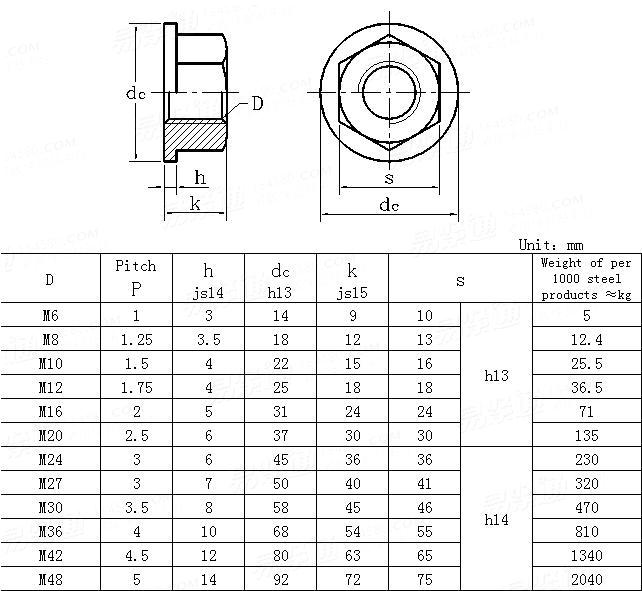 dc
D
h
k
s
dc
Unit: mm
D Pitch P h js14 dc h13 k js15 s Weight of per 1000 steel products ≈kg
M6 1 3 14 9 10 5
M8 1.25 3.5 18 12 13 12.4
M10 1.5 4 22 15 16 25.5
h13
M12 1.75 4 25 18 18 36.5
M16 2 5 31 24 24 71
M20 2.5 6 37 30 30 135
M24 3 6 45 36 36 230
M27 3 7 50 40 41 320
M30 3.5 8 58 45 46 470
h14
M36 4 10 68 54 55 810
M42 4.5 12 80 63 65 1340
M48 5 14 92 72 75 2040